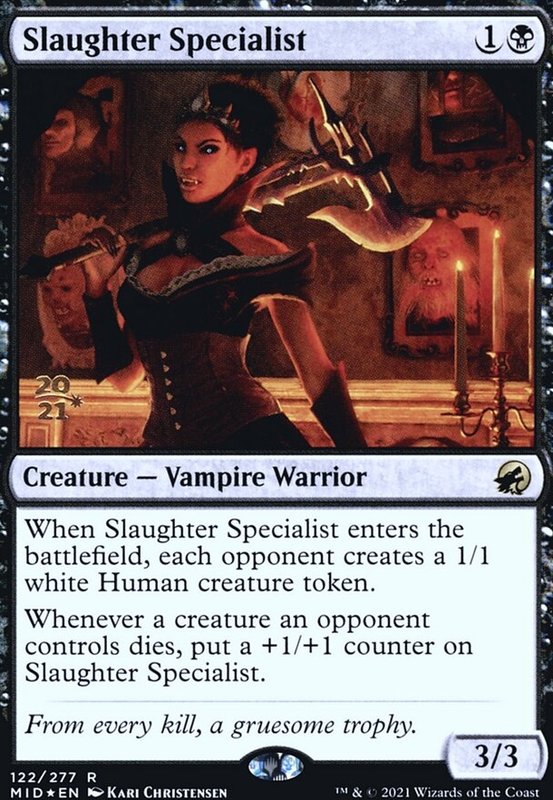 Slaughter Specialist 1
20
21
Creature — Vampire Warrior
When Slaughter Specialist enters the
battlefield, each opponent creates a 1/1
white Human creature token.
Whenever a creature an opponent
controls dies, put a +1/+1 counter on
Slaughter Specialist.
From every kill, a gruesome trophy.
3/3
122/277 R
MID★EN Kari Christensen
™ & © 2021 Wizards of the Coast